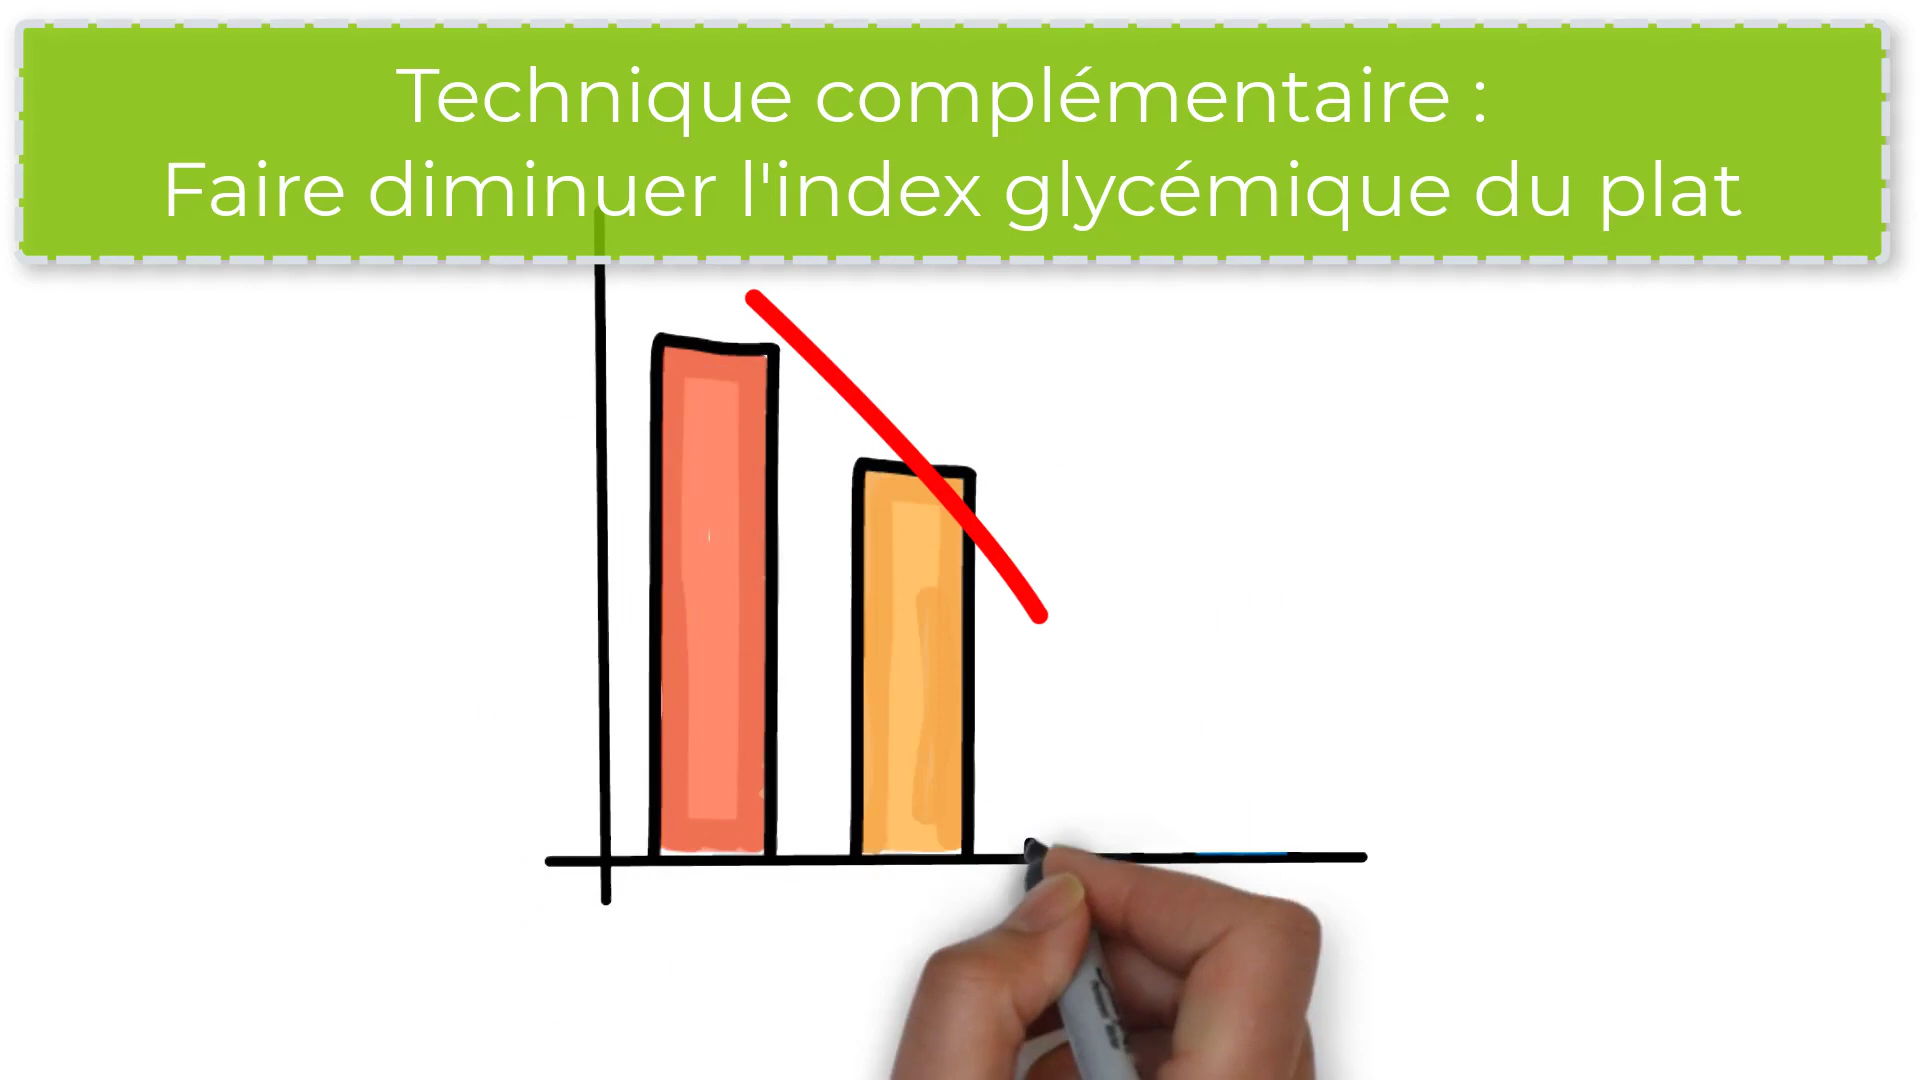 Technique complémentaire :
Faire diminuer l'index glycémique du plat